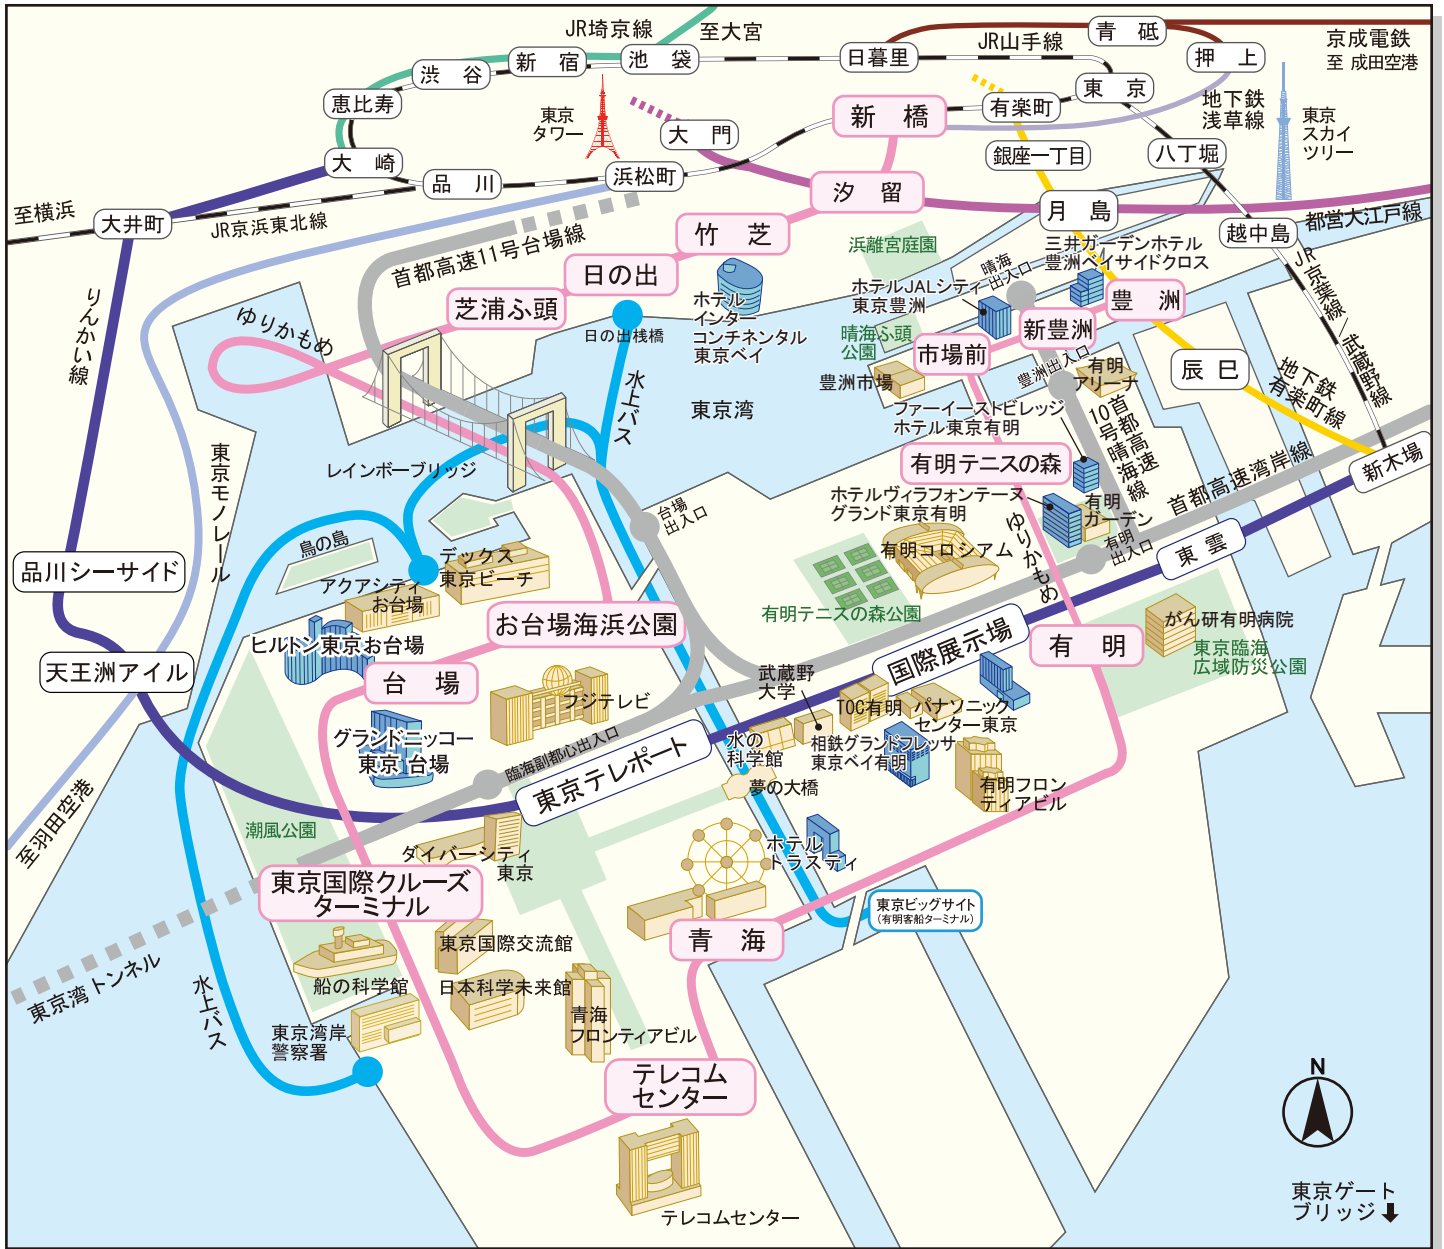 JR埼京線
至大宮
青 砥
新 宿
池 袋
日暮里
JR山手線
押 上
京成電鉄
至 成田空港
渋 谷
恵比寿
東京
タワー
大 門
新 橋
有楽町
東 京
地下鉄
浅草線
東京
スカイ
ツリー
大 崎
品 川
浜松町
銀座一丁目
八丁堀
至横浜
大井町
JR京浜東北線
汐 留
月 島
都営大江戸線
越中島
首都高速11号台場線
竹 芝
浜離宮庭園
三井ガーデンホテル
豊洲ベイサイドクロス
JR京葉線/武蔵野線
りんかい線
日の出
ホテル
インター
コンチネンタル
東京ベイ
晴海
出入口
ホテルJALシティ
東京豊洲
豊 洲
芝浦ふ頭
ゆりかもめ
日の出桟橋
晴海ふ頭
公園
新豊洲
市場前
豊洲出入口
有明
アリーナ
辰 巳
地下鉄
有楽町線
豊洲市場
水上バス
東京湾
ファーイーストビレッジ
ホテル東京有明
首都高速
10号晴海線
東京モノレール
レインボーブリッジ
有明テニスの森
首都高速湾岸線
新木場
ホテルヴィラフォンテーヌ
グランド東京有明
有明
ガーデン
台場
出入口
鳥の島
有明コロシアム
ゆりかもめ
有明
出入口
東 雲
品川シーサイド
デックス
東京ビーチ
アクアシティ
お台場
有明テニスの森公園
お台場海浜公園
ヒルトン東京お台場
国際展示場
有 明
がん研有明病院
東京臨海
広域防災公園
天王洲アイル
台 場
フジテレビ
武蔵野
大学
TOC有明
パナソニック
センター東京
グランドニッコー
東京 台場
臨海副都心出入口
東京テレポート
水の
科学館
相鉄グランドフレッサ
東京ベイ有明
夢の大橋
有明フロン
ティアビル
至羽田空港
潮風公園
ダイバーシティ
東京
ホテル
トラスティ
東京国際クルーズ
ターミナル
東京ビッグサイト
(有明客船ターミナル)
青 海
東京国際交流館
東京湾トンネル
水上バス
船の科学館
日本科学未来館
青海
フロンティアビル
東京湾岸
警察署
テレコム
センター
N
東京ゲート
ブリッジ
テレコムセンター